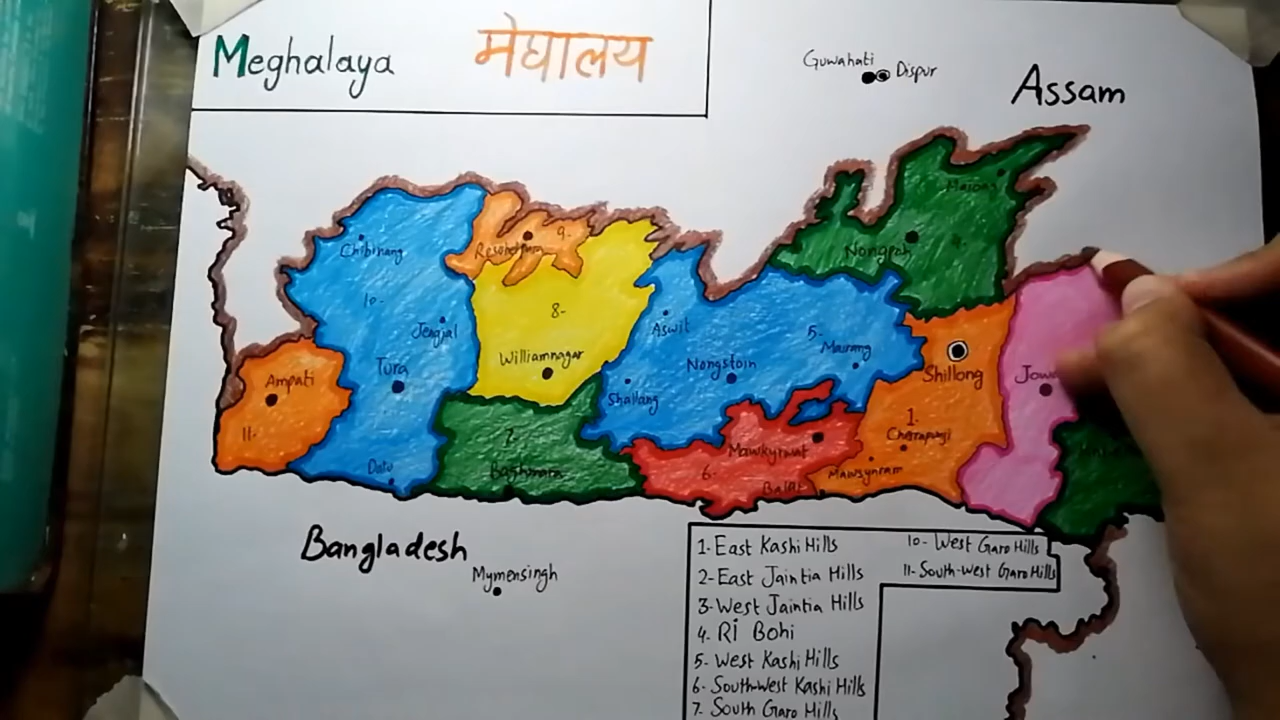 Meghalaya
मेघालय
Guwahati
Dispur
Assam
Masong
Nongpoh
Chibinang
Resubelpara
9-
8-
10-
Jengjal
Aswit
5-
Mairang
Williamnagar
Nongstoin
Shillong
Tura
Ampati
Shallang
1-
11-
7-
Cherrapunji
Mawkyrwat
6-
Mawsynram
Dalu
Baghmara
Balat
Bangladesh
Mymensingh
1- East Kashi Hills
2- East Jaintia Hills
3- West Jaintia Hills
4. Ri Bohi
5- West Kashi Hills
6- South-West Kashi Hills
7- South Garo Hills
10- West Garo Hills
11- South-West Garo Hills